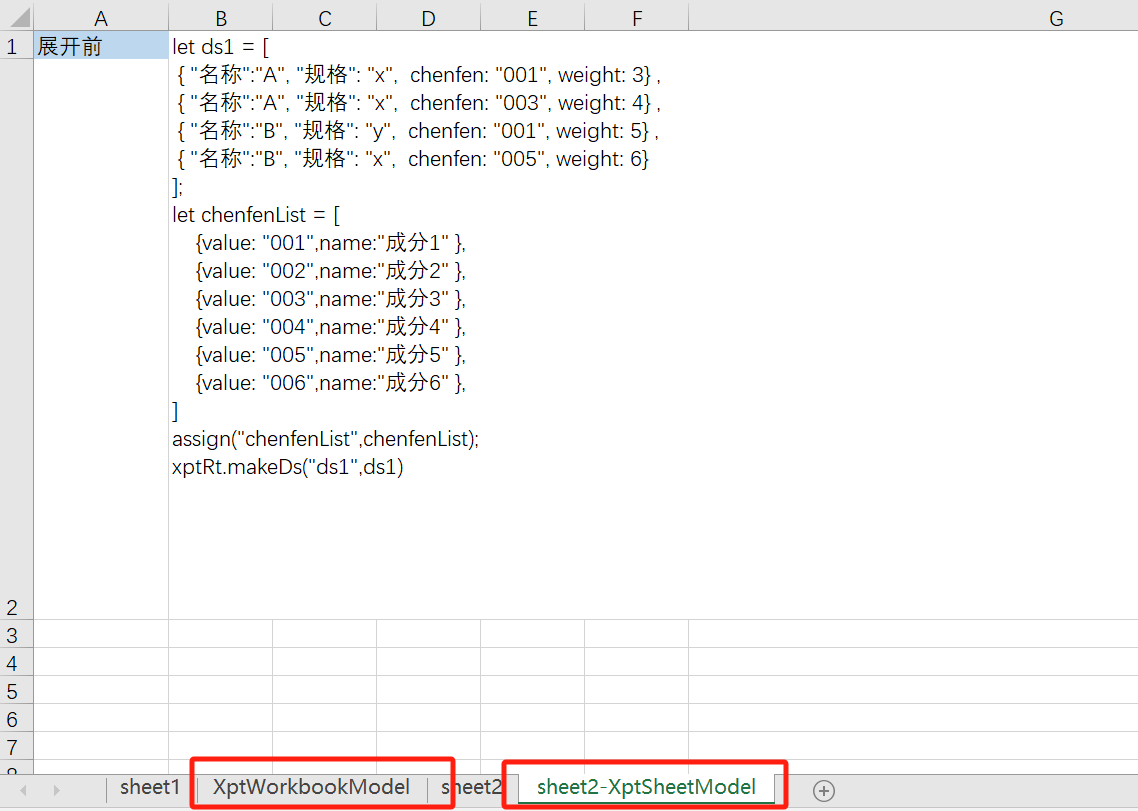 A B C D E F G
1 展开前 let ds1 = [
{ "名称":"A", "规格": "x",  chenfen: "001", weight: 3} ,
{ "名称":"A", "规格": "x",  chenfen: "003", weight: 4} ,
{ "名称":"B", "规格": "y",  chenfen: "001", weight: 5} ,
{ "名称":"B", "规格": "x",  chenfen: "005", weight: 6}
];
let chenfenList = [
{value: "001",name:"成分1" },
{value: "002",name:"成分2" },
{value: "003",name:"成分3" },
{value: "004",name:"成分4" },
{value: "005",name:"成分5" },
{value: "006",name:"成分6" },
]
assign("chenfenList",chenfenList);
xptRt.makeDs("ds1",ds1)
2
3
4
5
6
7
8
sheet1 XptWorkbookModel sheet2 sheet2-XptSheetModel